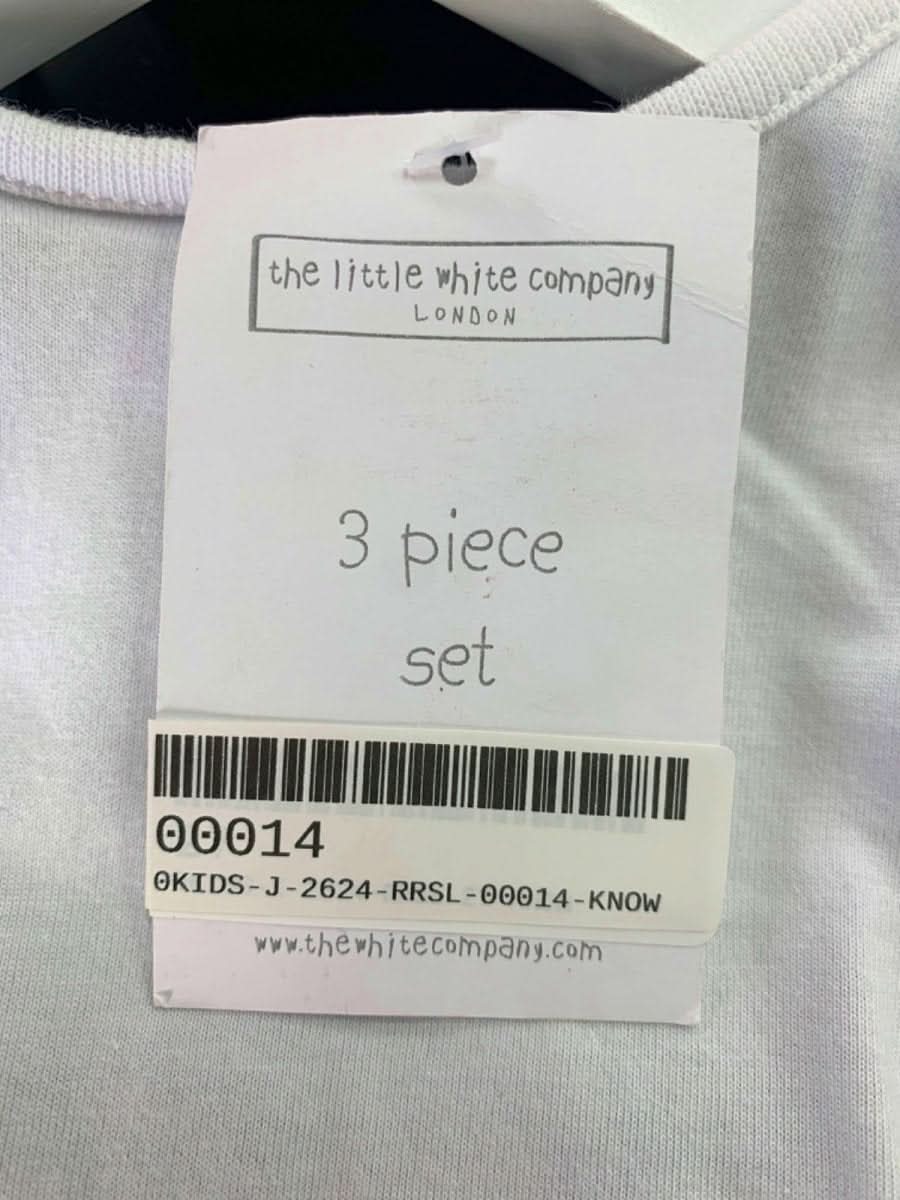 the little white company
LONDON
3 piece
set
00014
0KIDS-J-2624-RRSL-00014-KNOW
www.thewhitecompany.com